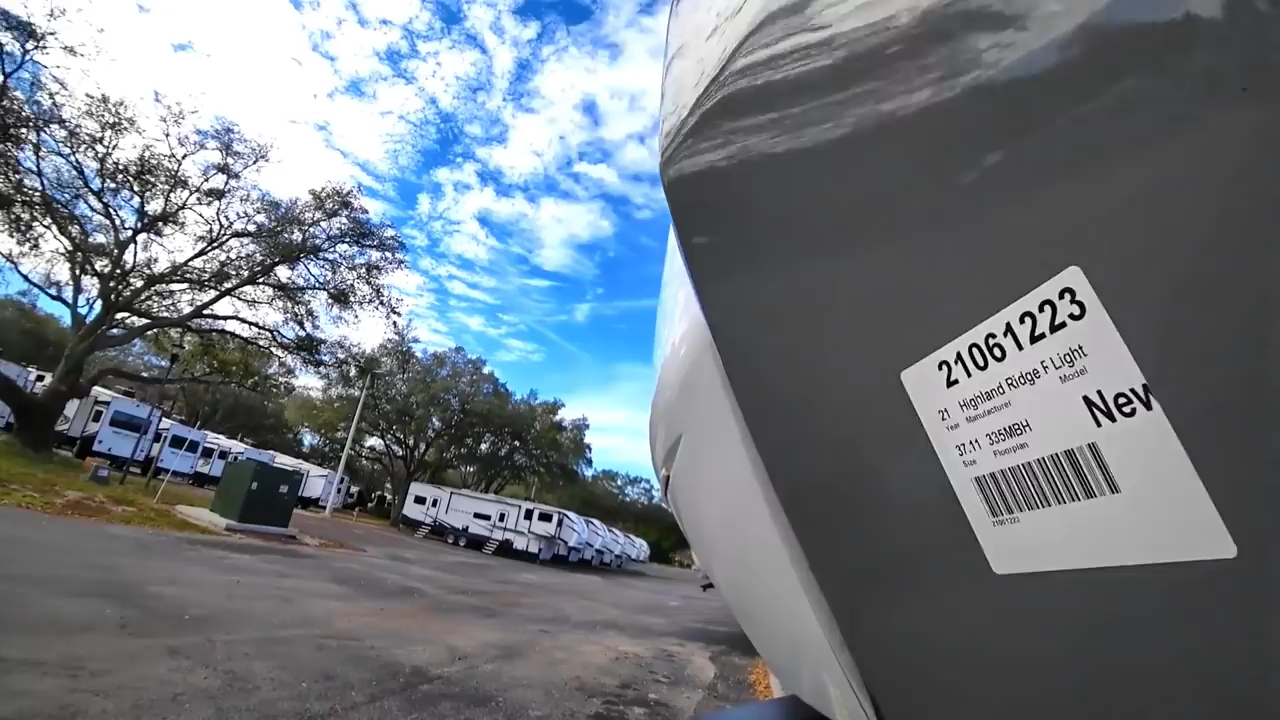 21061223
21 Highland Ridge F Light
Year Manufacturer Model
New
37.11 335MBH
Size Floorplan
21061223